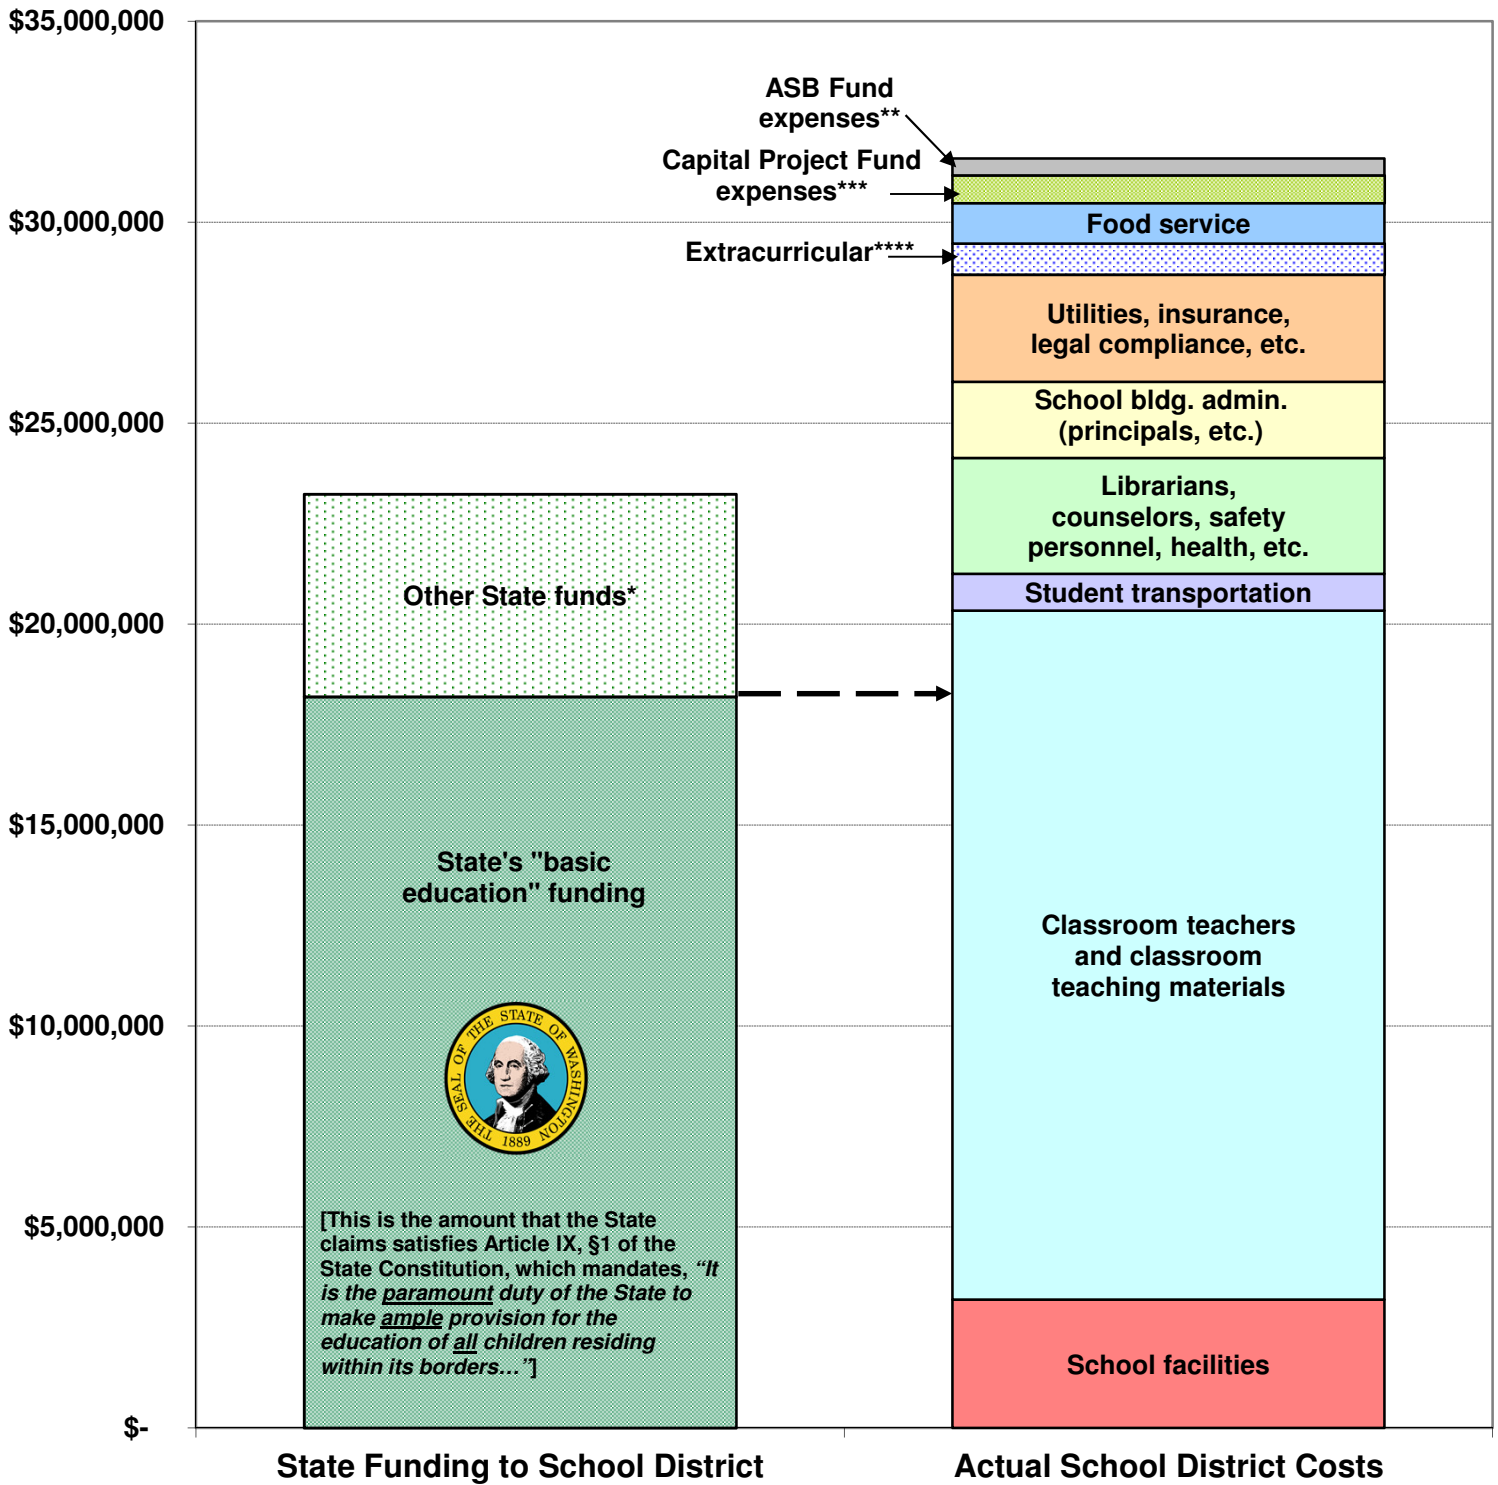 $35,000,000
ASB Fund
expenses**
Capital Project Fund
expenses***
$30,000,000
Food service
Extracurricular****
Utilities, insurance,
legal compliance, etc.
School bldg. admin.
(principals, etc.)
$25,000,000
Librarians,
counselors, safety
personnel, health, etc.
Student transportation
Other State funds*
$20,000,000
$15,000,000
State's "basic
education" funding
Classroom teachers
and classroom
teaching materials
$10,000,000
THE SEAL OF THE STATE OF WASHINGTON
1889
$5,000,000
[This is the amount that the State
claims satisfies Article IX, §1 of the
State Constitution, which mandates, “It
is the paramount duty of the State to
make ample provision for the
education of all children residing
within its borders…”]
School facilities
$-
State Funding to School District
Actual School District Costs